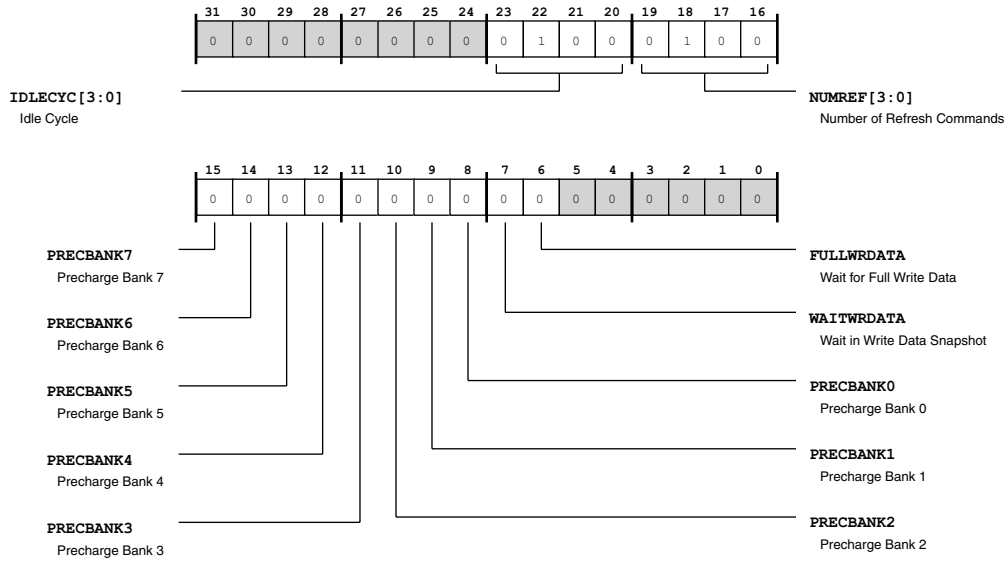 31 30 29 28 27 26 25 24 23 22 21 20 19 18 17 16
0 0 0 0 0 0 0 0 0 1 0 0 0 1 0 0
IDLECYC[3:0]
Idle Cycle
NUMREF[3:0]
Number of Refresh Commands
15 14 13 12 11 10 9 8 7 6 5 4 3 2 1 0
0 0 0 0 0 0 0 0 0 0 0 0 0 0 0 0
PRECBANK7
Precharge Bank 7
FULLWRDATA
Wait for Full Write Data
PRECBANK6
Precharge Bank 6
WAITWRDATA
Wait in Write Data Snapshot
PRECBANK5
Precharge Bank 5
PRECBANK0
Precharge Bank 0
PRECBANK4
Precharge Bank 4
PRECBANK1
Precharge Bank 1
PRECBANK3
Precharge Bank 3
PRECBANK2
Precharge Bank 2